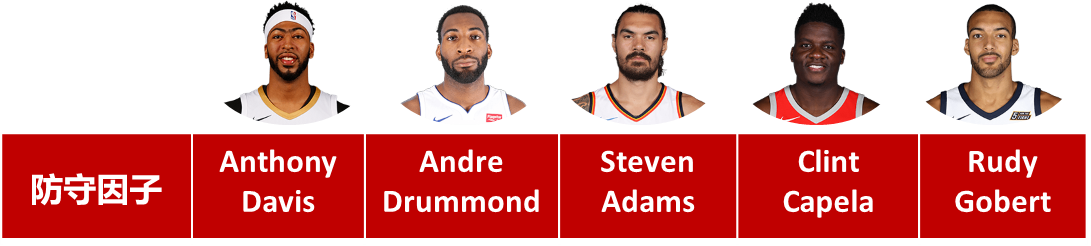 防守因子
Anthony
Davis
Andre
Drummond
Steven
Adams
Clint
Capela
Rudy
Gobert